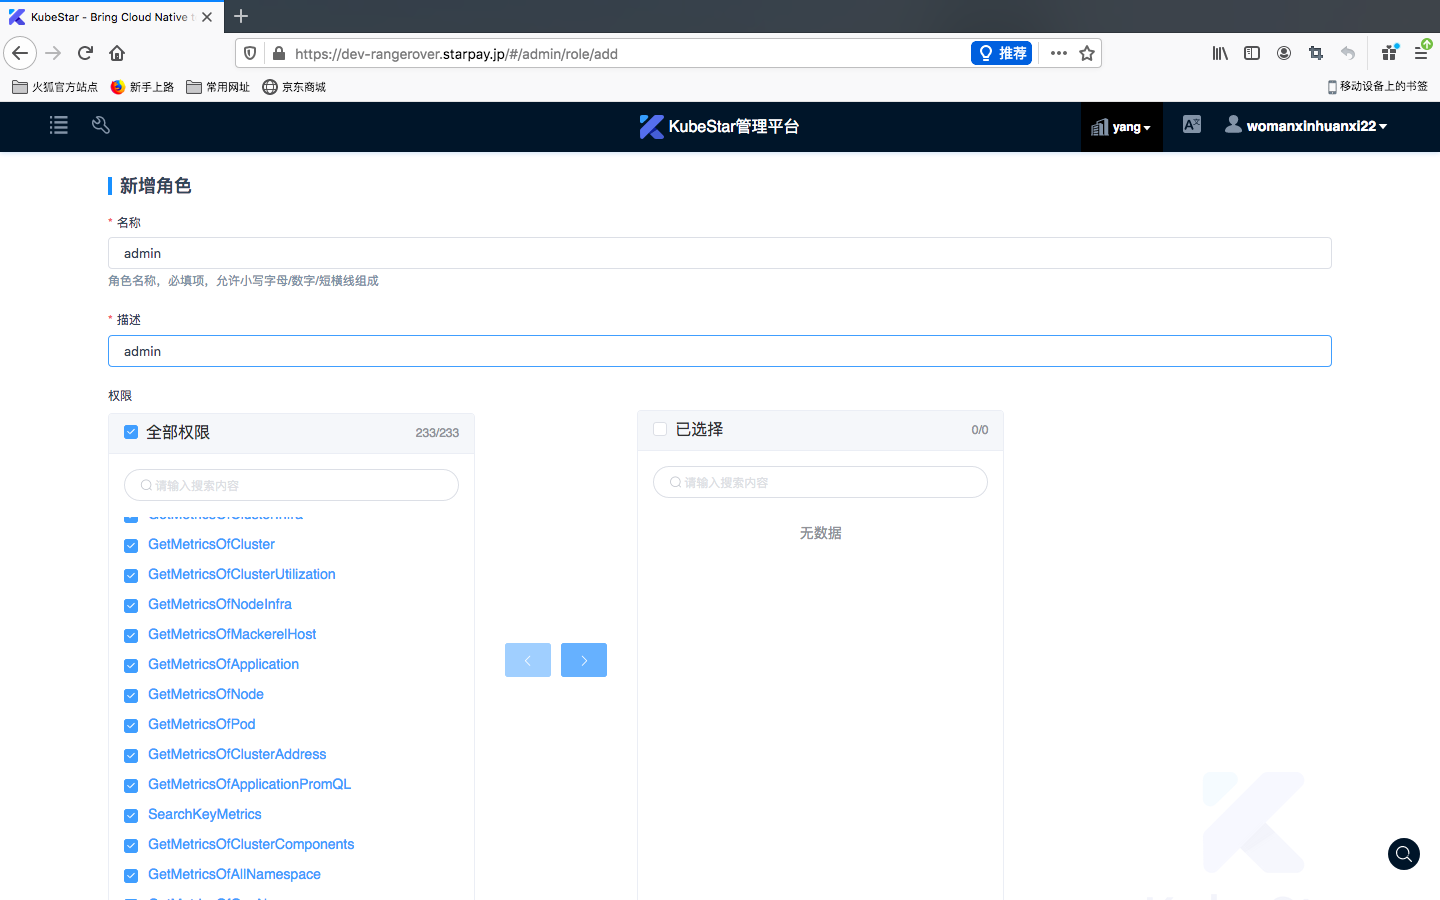 KubeStar - Bring Cloud Native
https://dev-rangerover.starpay.jp/#/admin/role/add
推荐
火狐官方站点
新手上路
常用网址
京东商城
移动设备上的书签
KubeStar管理平台
yang
womanxinhuanxi22
新增角色
* 名称
admin
角色名称，必填项，允许小写字母/数字/短横线组成
* 描述
admin
权限
全部权限 233/233
请输入搜索内容
GetMetricsOfClusterInfra
GetMetricsOfCluster
GetMetricsOfClusterUtilization
GetMetricsOfNodeInfra
GetMetricsOfMackerelHost
GetMetricsOfApplication
GetMetricsOfNode
GetMetricsOfPod
GetMetricsOfClusterAddress
GetMetricsOfApplicationPromQL
SearchKeyMetrics
GetMetricsOfClusterComponents
GetMetricsOfAllNamespace
已选择 0/0
请输入搜索内容
无数据